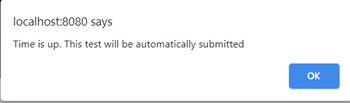 localhost:8080 says
Time is up. This test will be automatically submitted
OK